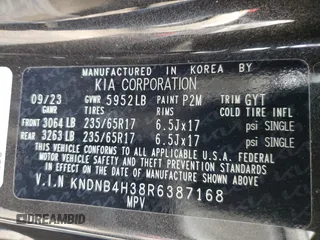 MANUFACTURED IN KOREA BY
KIA CORPORATION
09/23 GVWR 5952LB PAINT P2M TRIM GYT
GAWR TIRES RIMS COLD TIRE INFL
FRONT 3064 LB 235/65R17 6.5Jx17 psi SINGLE
REAR 3263 LB 235/65R17 6.5Jx17 psi SINGLE
THIS VEHICLE CONFORMS TO ALL APPLICABLE
U.S. FEDERAL MOTOR VEHICLE SAFETY
STANDARDS IN EFFECT ON THE DATE OF
MANUFACTURE SHOWN ABOVE.
V.I.N KNDNB4H38R6387168
MPV
DREAMBID